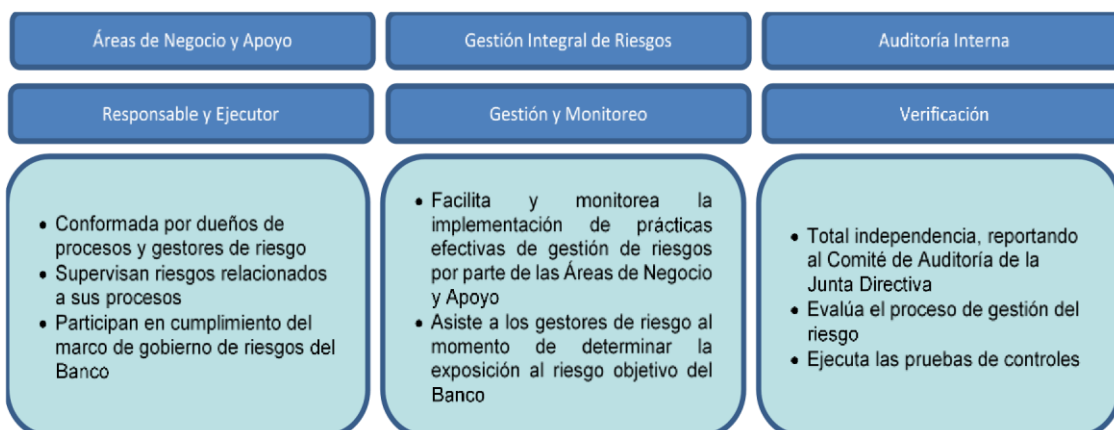 Áreas de Negocio y Apoyo
Gestión Integral de Riesgos
Auditoría Interna
Responsable y Ejecutor
Gestión y Monitoreo
Verificación
• Conformada por dueños de
procesos y gestores de riesgo
• Supervisan riesgos relacionados
a sus procesos
• Participan en cumplimiento del
marco de gobierno de riesgos del
Banco
• Facilita y monitorea la
implementación de prácticas
efectivas de gestión de riesgos
por parte de las Áreas de Negocio
y Apoyo
• Asiste a los gestores de riesgo al
momento de determinar la
exposición al riesgo objetivo del
Banco
• Total independencia, reportando
al Comité de Auditoría de la
Junta Directiva
• Evalúa el proceso de gestión del
riesgo
• Ejecuta las pruebas de controles